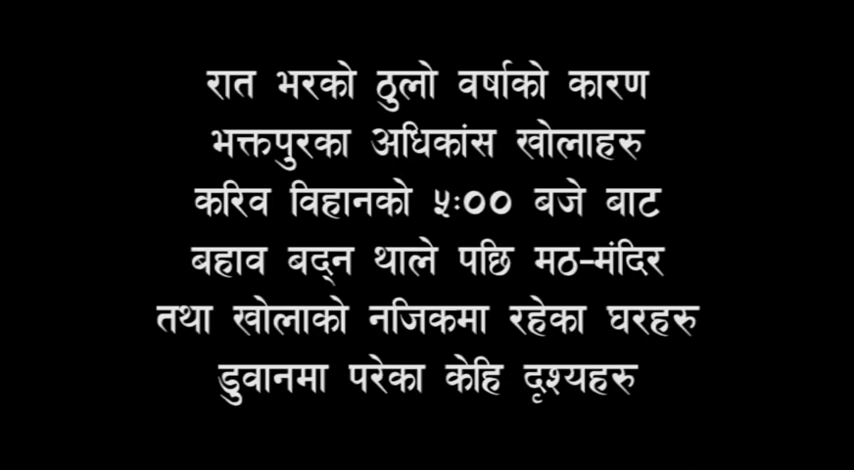 रात भरको ठुलो वर्षाको कारण
भक्तपुरका अधिकांस खोलाहरु
करिव विहानको ५:०० बजे बाट
बहाव बद्न थाले पछि मठ-मंदिर
तथा खोलाको नजिकमा रहेका घरहरु
डुवानमा परेका केहि दृश्यहरु